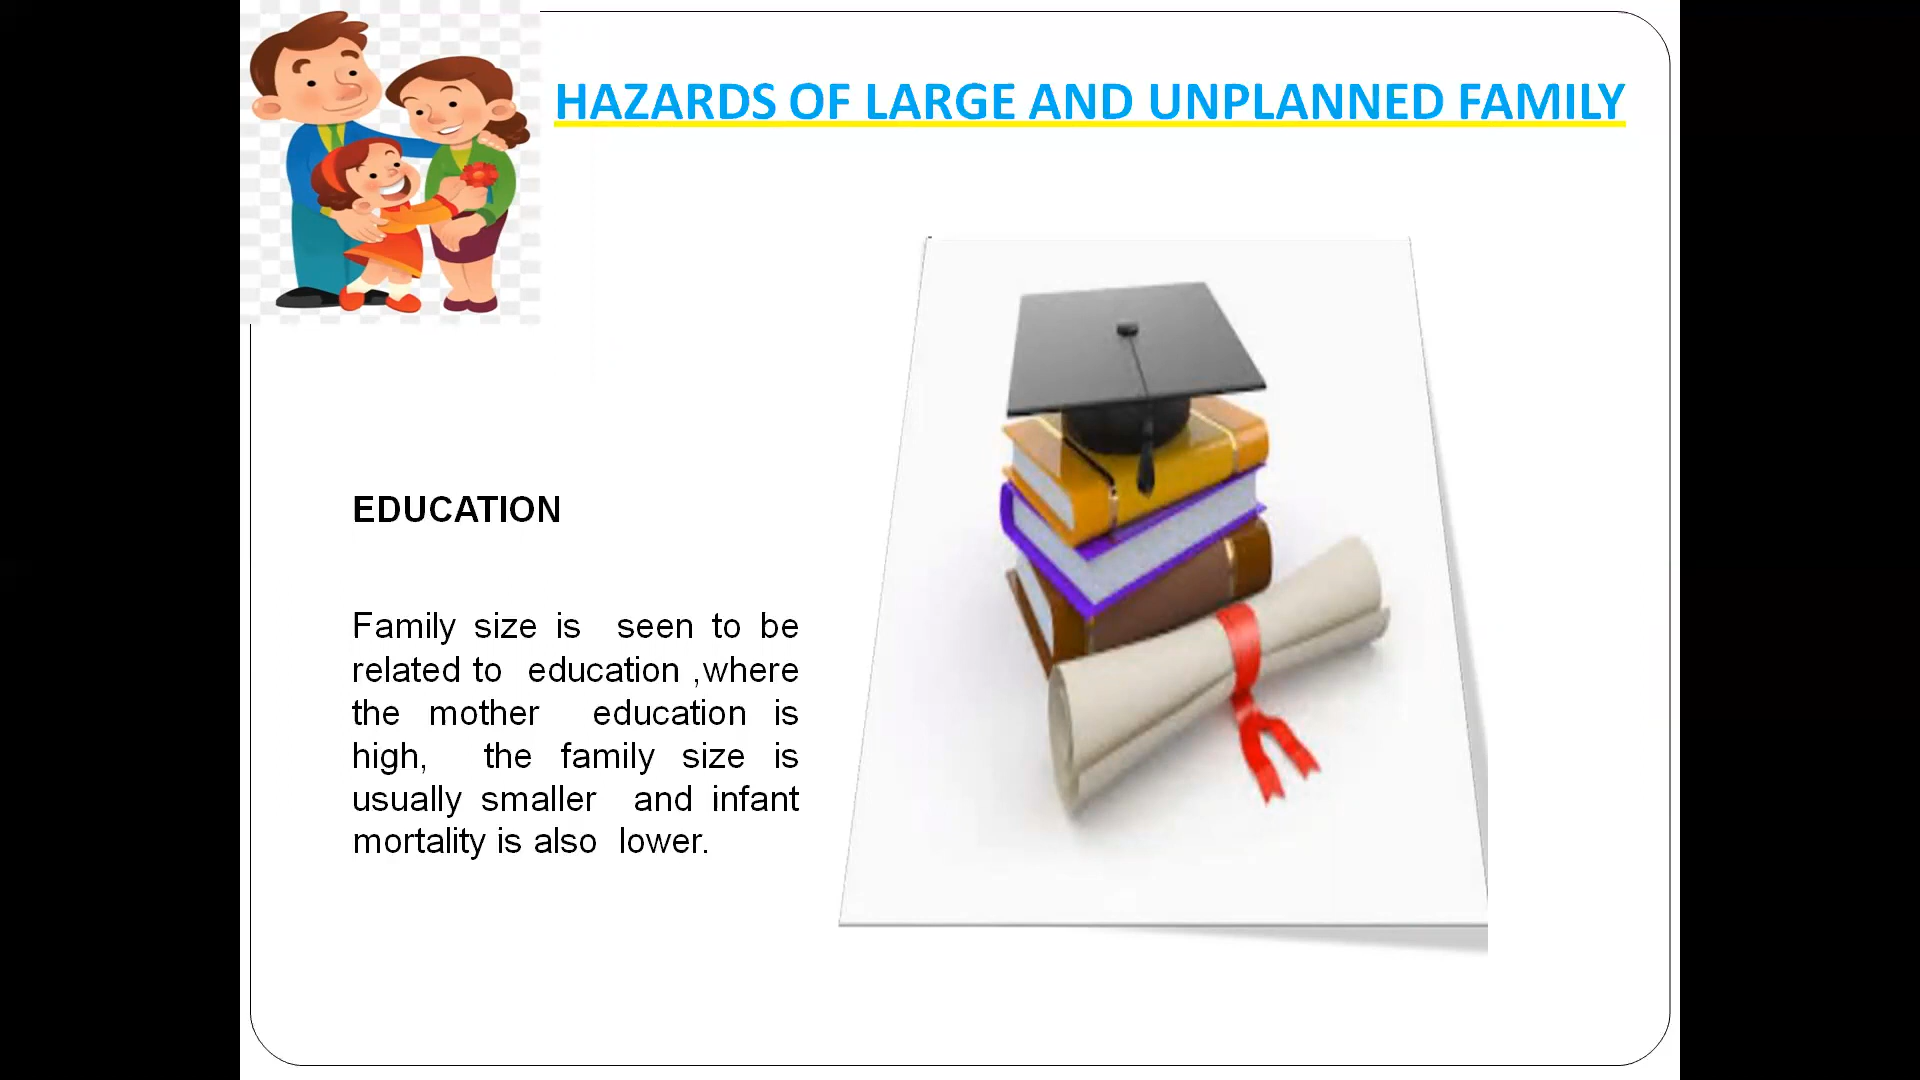 HAZARDS OF LARGE AND UNPLANNED FAMILY
EDUCATION
Family size is seen to be
related to education ,where
the mother education is
high, the family size is
usually smaller and infant
mortality is also lower.